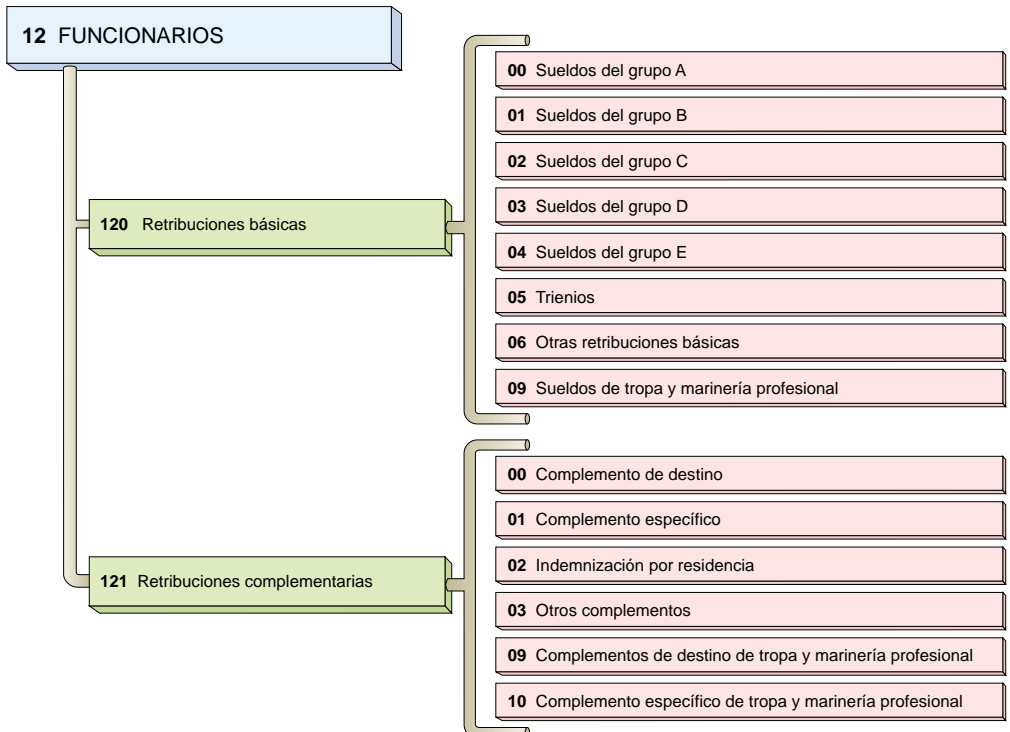 12 FUNCIONARIOS
120 Retribuciones básicas
00 Sueldos del grupo A
01 Sueldos del grupo B
02 Sueldos del grupo C
03 Sueldos del grupo D
04 Sueldos del grupo E
05 Trienios
06 Otras retribuciones básicas
09 Sueldos de tropa y marinería profesional
121 Retribuciones complementarias
00 Complemento de destino
01 Complemento específico
02 Indemnización por residencia
03 Otros complementos
09 Complementos de destino de tropa y marinería profesional
10 Complemento específico de tropa y marinería profesional